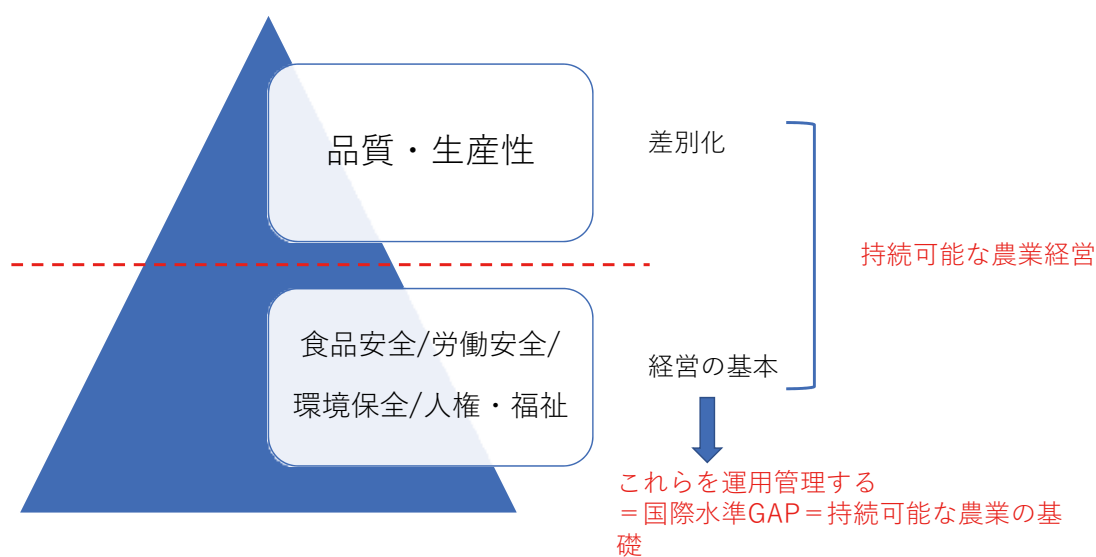 品質・生産性
差別化
持続可能な農業経営
食品安全/労働安全/
環境保全/人権・福祉
経営の基本
これらを運用管理する
＝国際水準GAP＝持続可能な農業の基
礎